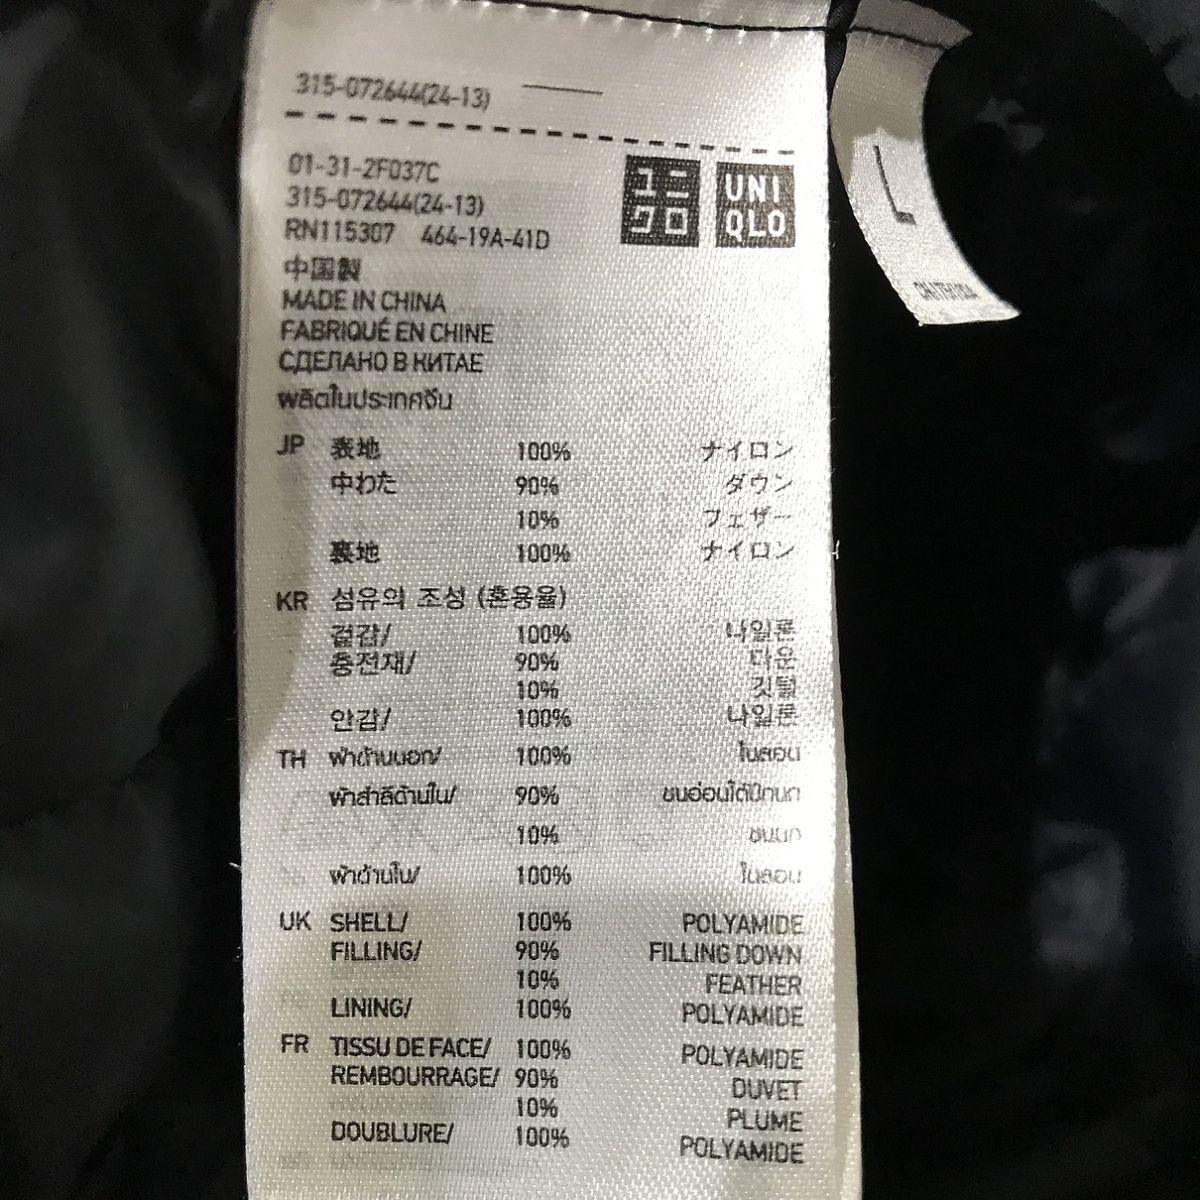 315-072644(24-13)
01-31-2F037C
315-072644(24-13)
RN115307 464-19A-41D
ユニ
クロ
UNI
QLO
L
中国製
MADE IN CHINA
FABRIQUÉ EN CHINE
СДЕЛАНО В КИТАЕ
ผลิตในประเทศจีน
JP 表地 100% ナイロン
中わた 90% ダウン
10% フェザー
裏地 100% ナイロン
KR 섬유의 조성 (혼용율)
겉감/ 100% 나일론
충전재/ 90% 다운
10% 깃털
안감/ 100% 나일론
TH ผ้าด้านนอก/ 100% ไนลอน
ผ้าสำลีด้านใน/ 90% ขนอ่อนใต้ปีกนก
10% ขนนก
ผ้าด้านใน/ 100% ไนลอน
UK SHELL/ 100% POLYAMIDE
FILLING/ 90% FILLING DOWN
10% FEATHER
LINING/ 100% POLYAMIDE
FR TISSU DE FACE/ 100% POLYAMIDE
REMBOURRAGE/ 90% DUVET
10% PLUME
DOUBLURE/ 100% POLYAMIDE